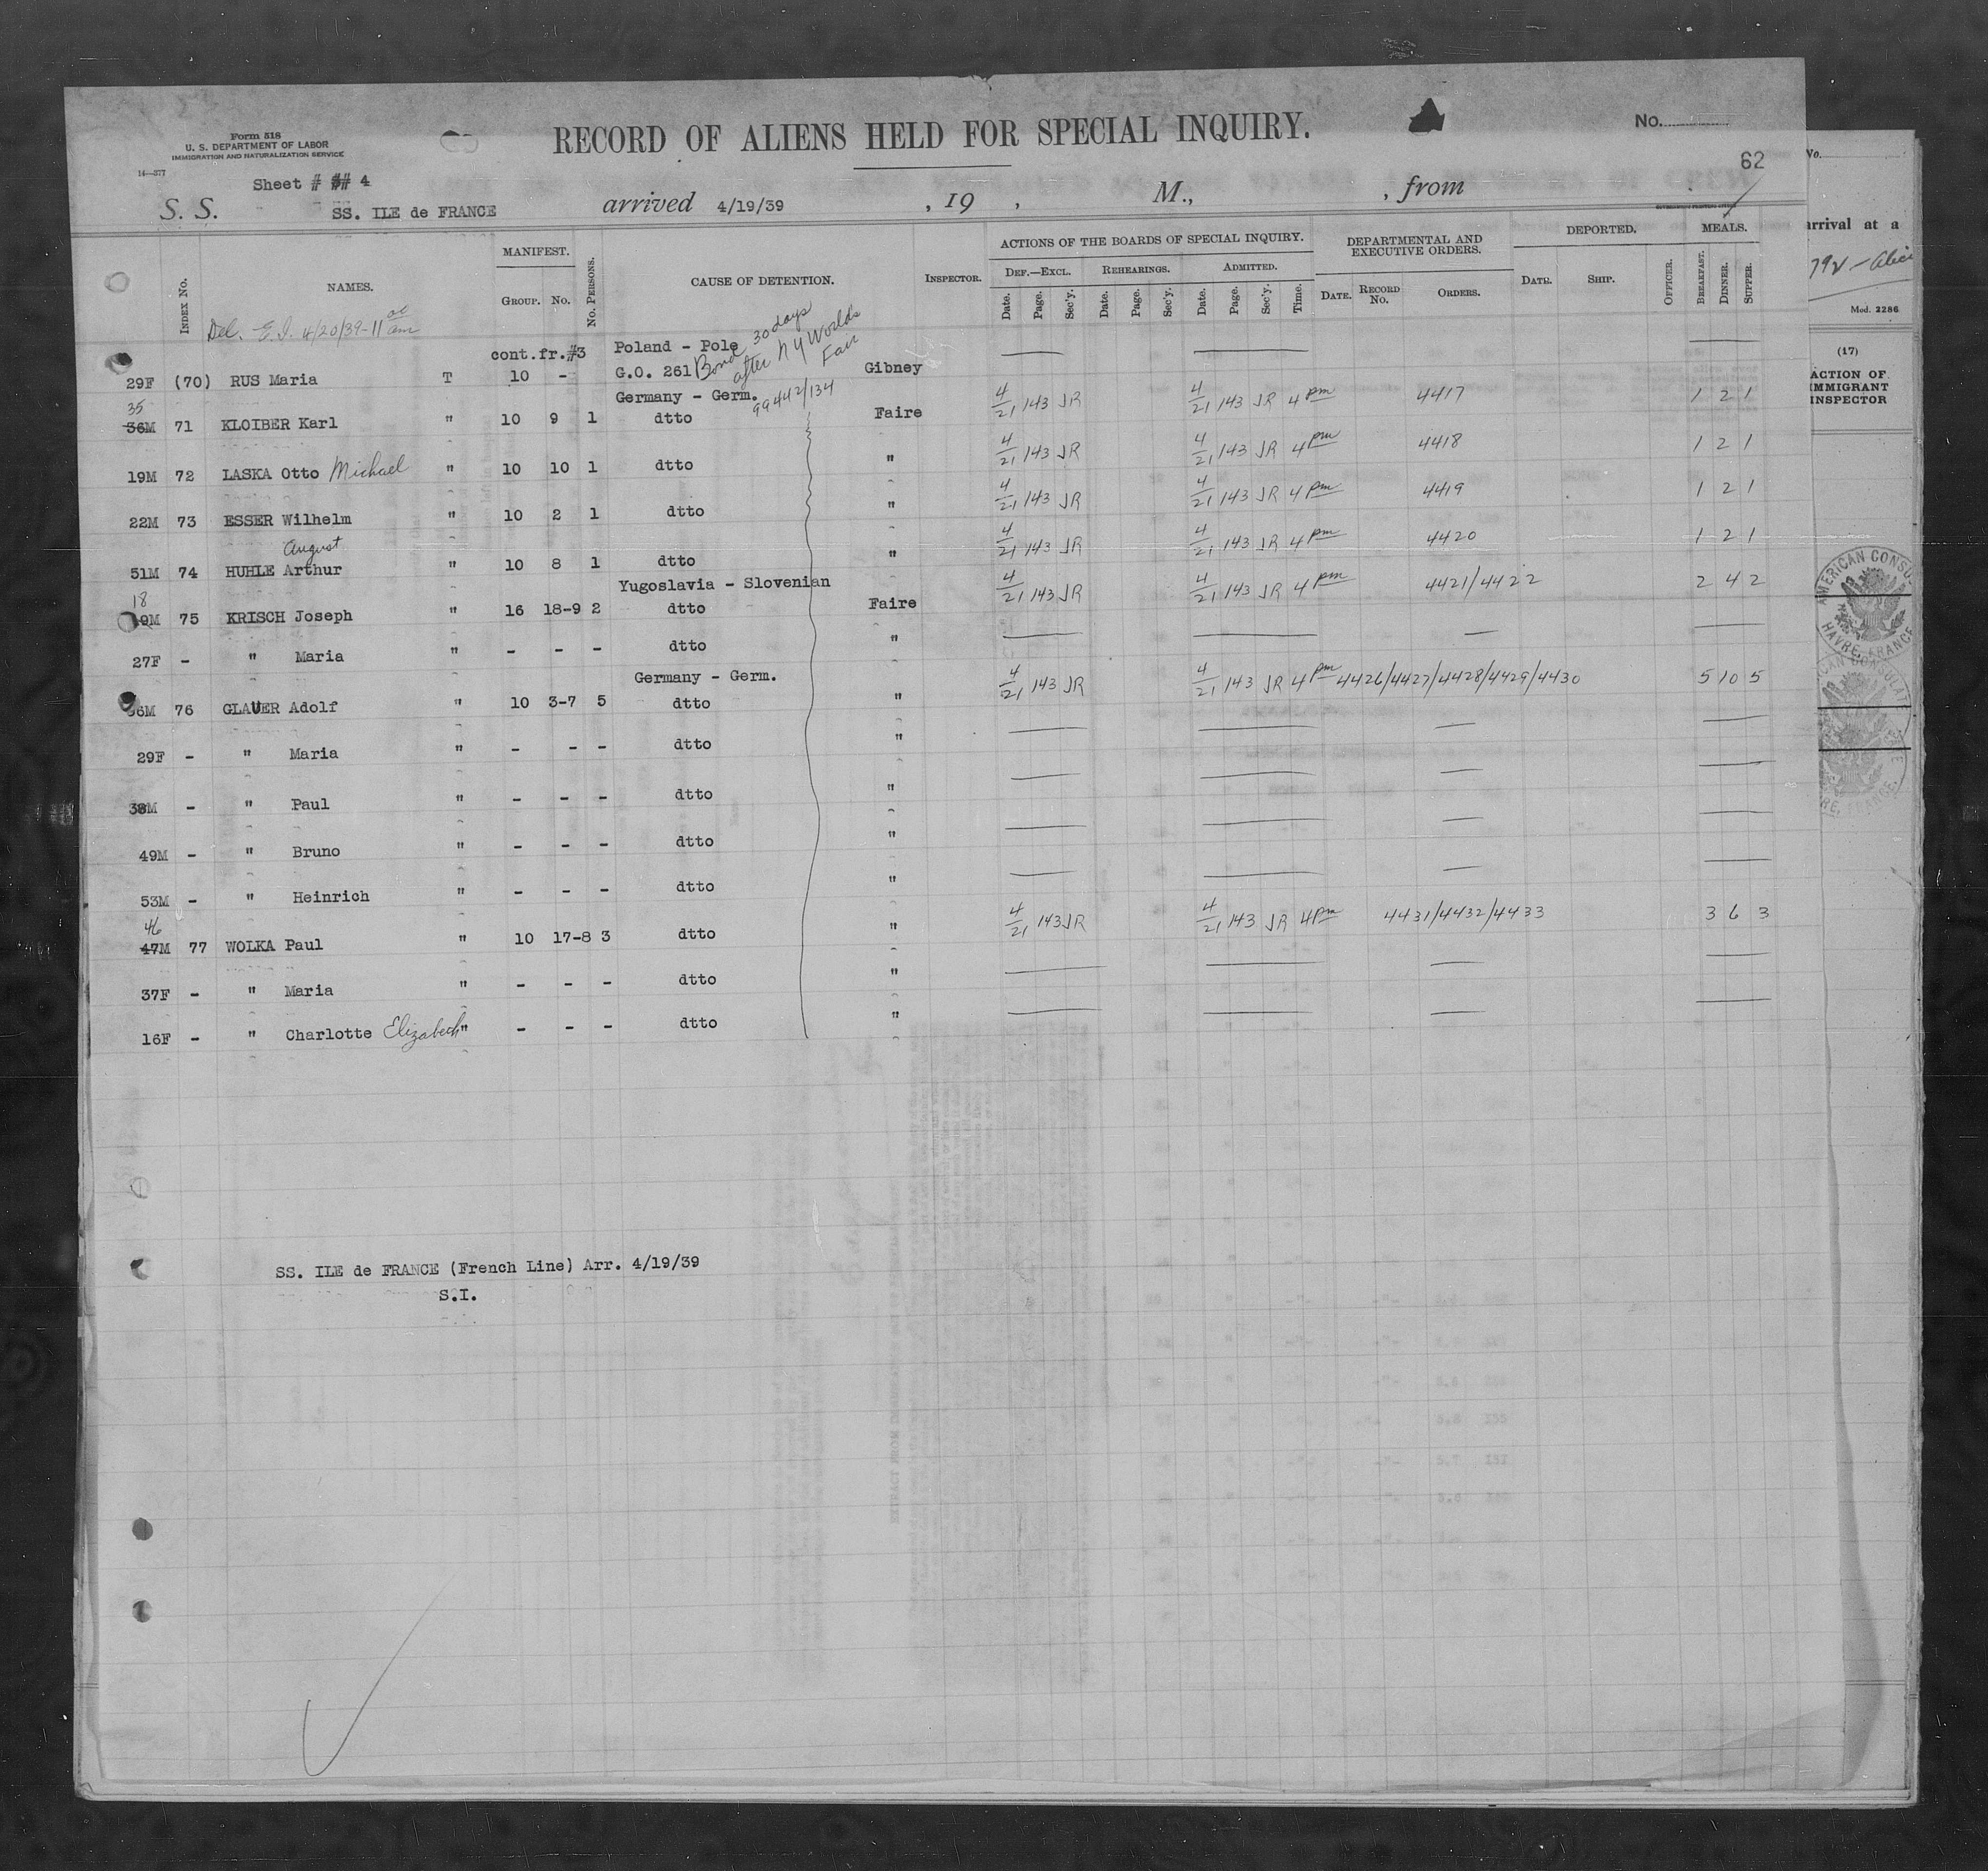 Form 518
U. S. DEPARTMENT OF LABOR
IMMIGRATION AND NATURALIZATION SERVICE
14—377
RECORD OF ALIENS HELD FOR SPECIAL INQUIRY.
No.
62
Sheet # ## 4
S. S. SS. ILE de FRANCE arrived 4/19/39 , 19 , M., , from
Index No. NAMES. MANIFEST. Group. No. No. Persons. CAUSE OF DETENTION. Inspector. ACTIONS OF THE BOARDS OF SPECIAL INQUIRY. Def.—Excl. Date. Page. Sec'y. Rehearings. Date. Page. Sec'y. Admitted. Date. Page. Sec'y. Time. DEPARTMENTAL AND EXECUTIVE ORDERS. Date. Record No. Orders. DEPORTED. Date. Ship. Officer. MEALS. Breakfast. Dinner. Supper.
Del. E.I. 4/20/39-11 00 am
cont.fr.#3 Poland - Pole
Bond 30 days after N Y Worlds Fair
29F (70) RUS Maria T 10 - G.O. 261 Gibney
Germany - Germ. 99442/134
35
36M 71 KLOIBER Karl " 10 9 1 dtto Faire 4/21 143 JR 4/21 143 JR 4 pm 4417 1 2 1
19M 72 LASKA Otto Michael " 10 10 1 dtto " 4/21 143 JR 4/21 143 JR 4 pm 4418 1 2 1
22M 73 ESSER Wilhelm " 10 2 1 dtto " 4/21 143 JR 4/21 143 JR 4 pm 4419 1 2 1
August
51M 74 HUHLE Arthur " 10 8 1 dtto " 4/21 143 JR 4/21 143 JR 4 pm 4420 1 2 1
Yugoslavia - Slovenian
18
19M 75 KRISCH Joseph " 16 18-9 2 dtto Faire 4/21 143 JR 4/21 143 JR 4 pm 4421/4422 2 4 2
27F - " Maria " - - - dtto "
Germany - Germ.
36M 76 GLAUER Adolf " 10 3-7 5 dtto " 4/21 143 JR 4/21 143 JR 4 pm 4426/4427/4428/4429/4430 5 10 5
29F - " Maria " - - - dtto "
38M - " Paul " - - - dtto "
49M - " Bruno " - - - dtto "
53M - " Heinrich " - - - dtto "
46
47M 77 WOLKA Paul " 10 17-8 3 dtto " 4/21 143 JR 4/21 143 JR 4 pm 4431/4432/4433 3 6 3
37F - " Maria " - - - dtto "
16F - " Charlotte Elizabeth " - - - dtto "
SS. ILE de FRANCE (French Line) Arr. 4/19/39
S.I.
No.
arrival at a
Mod. 2286
(17)
ACTION OF
IMMIGRANT
INSPECTOR
AMERICAN CONSU
HAVRE, FRANCE